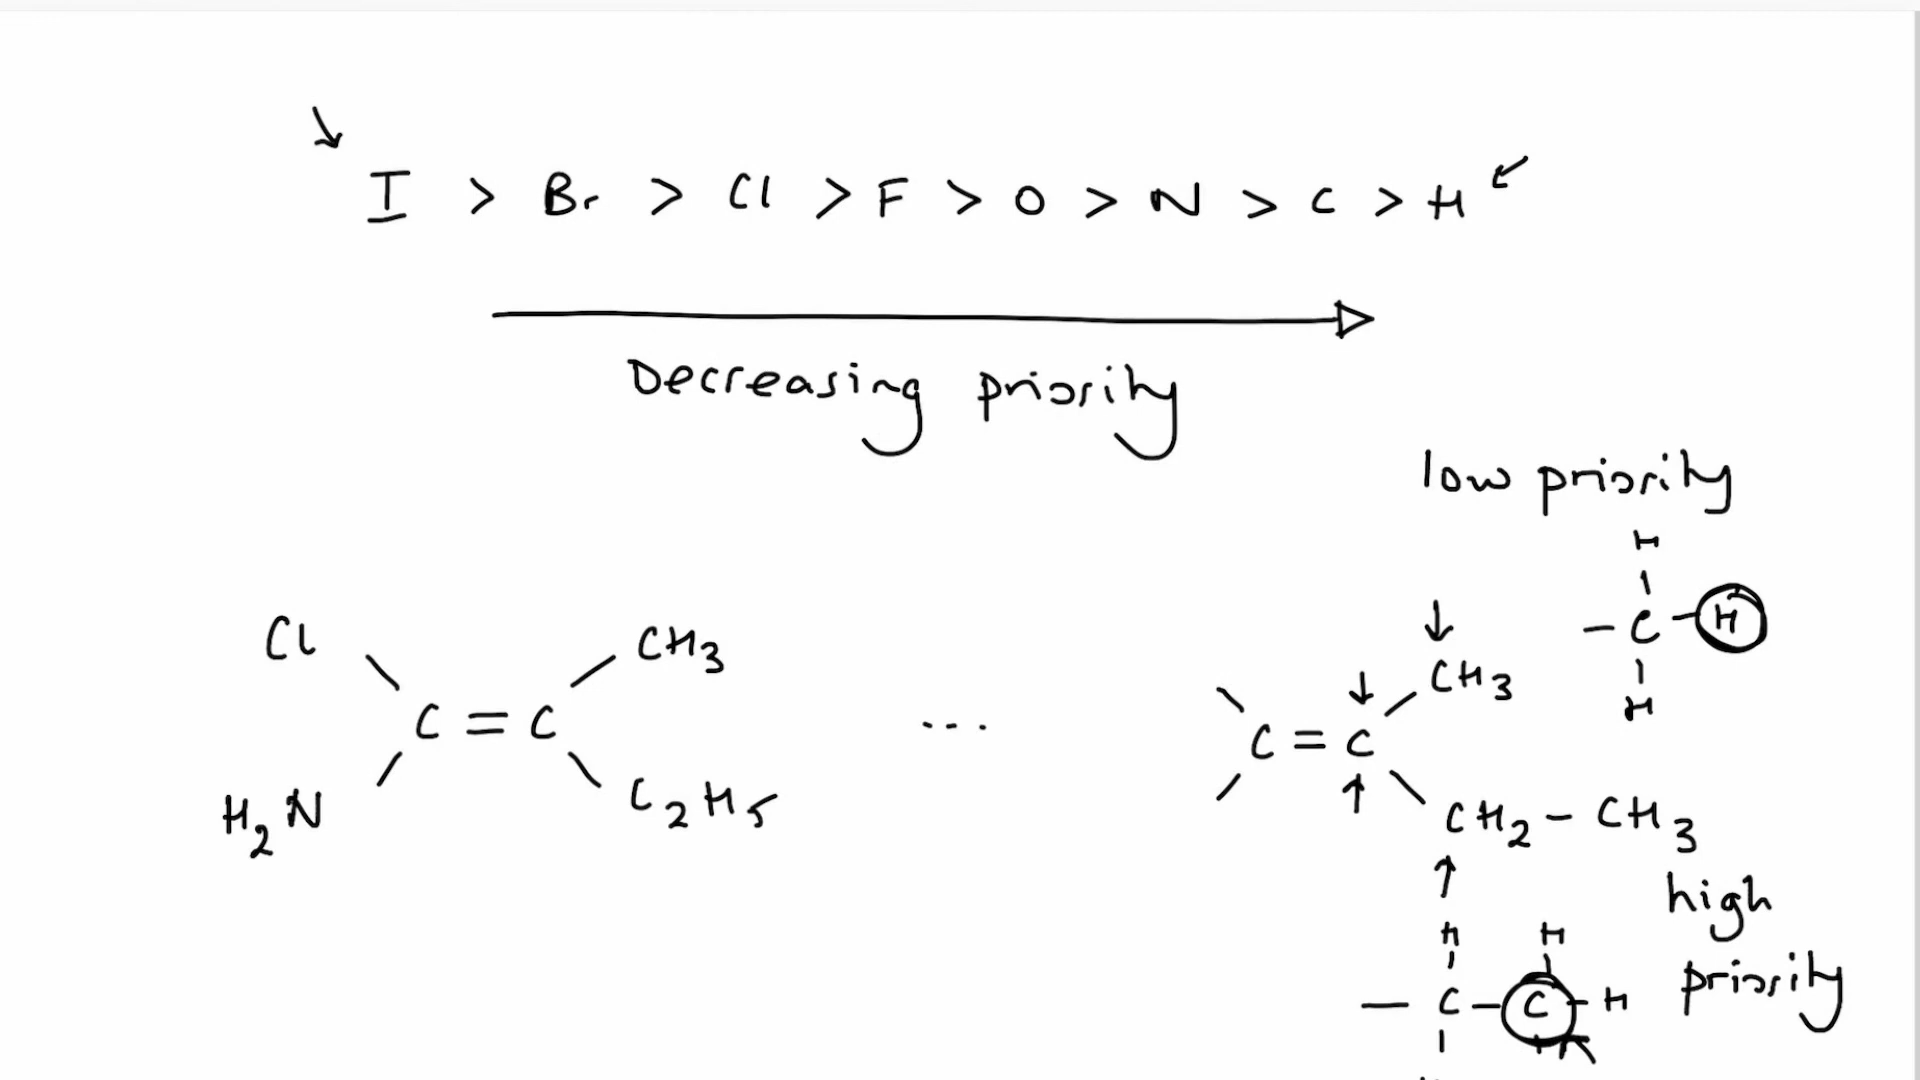 I > Br > Cl > F > O > N > C > H
Decreasing priority
low priority
H
- C - H
H
Cl CH3
C = C
H2N C2H5
...
CH3
C = C
CH2 - CH3
high
priority
H H
- C - C - H